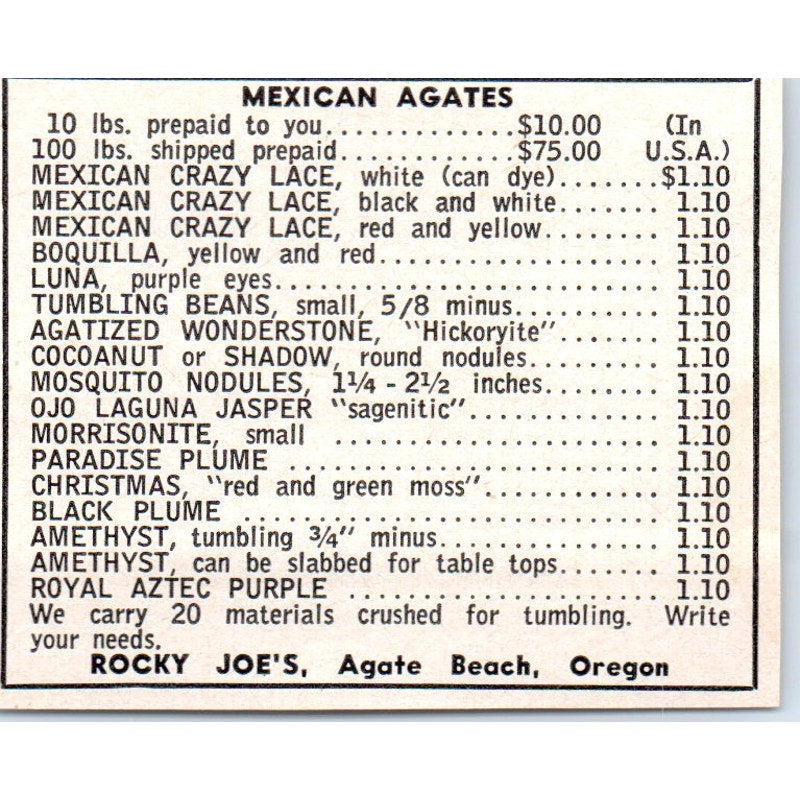 MEXICAN AGATES
10 lbs. prepaid to you..............$10.00 (In
100 lbs. shipped prepaid.............$75.00 U.S.A.)
MEXICAN CRAZY LACE, white (can dye).......$1.10
MEXICAN CRAZY LACE, black and white....... 1.10
MEXICAN CRAZY LACE, red and yellow........ 1.10
BOQUILLA, yellow and red.................... 1.10
LUNA, purple eyes............................ 1.10
TUMBLING BEANS, small, 5/8 minus.......... 1.10
AGATIZED WONDERSTONE, "Hickoryite"....... 1.10
COCOANUT or SHADOW, round nodules......... 1.10
MOSQUITO NODULES, 1¼ - 2½ inches........ 1.10
OJO LAGUNA JASPER "sagenitic"............. 1.10
MORRISONITE, small ....................... 1.10
PARADISE PLUME ........................... 1.10
CHRISTMAS, "red and green moss"............ 1.10
BLACK PLUME .............................. 1.10
AMETHYST, tumbling ¾" minus............... 1.10
AMETHYST, can be slabbed for table tops....... 1.10
ROYAL AZTEC PURPLE ...................... 1.10
We carry 20 materials crushed for tumbling. Write
your needs.
ROCKY JOE'S, Agate Beach, Oregon